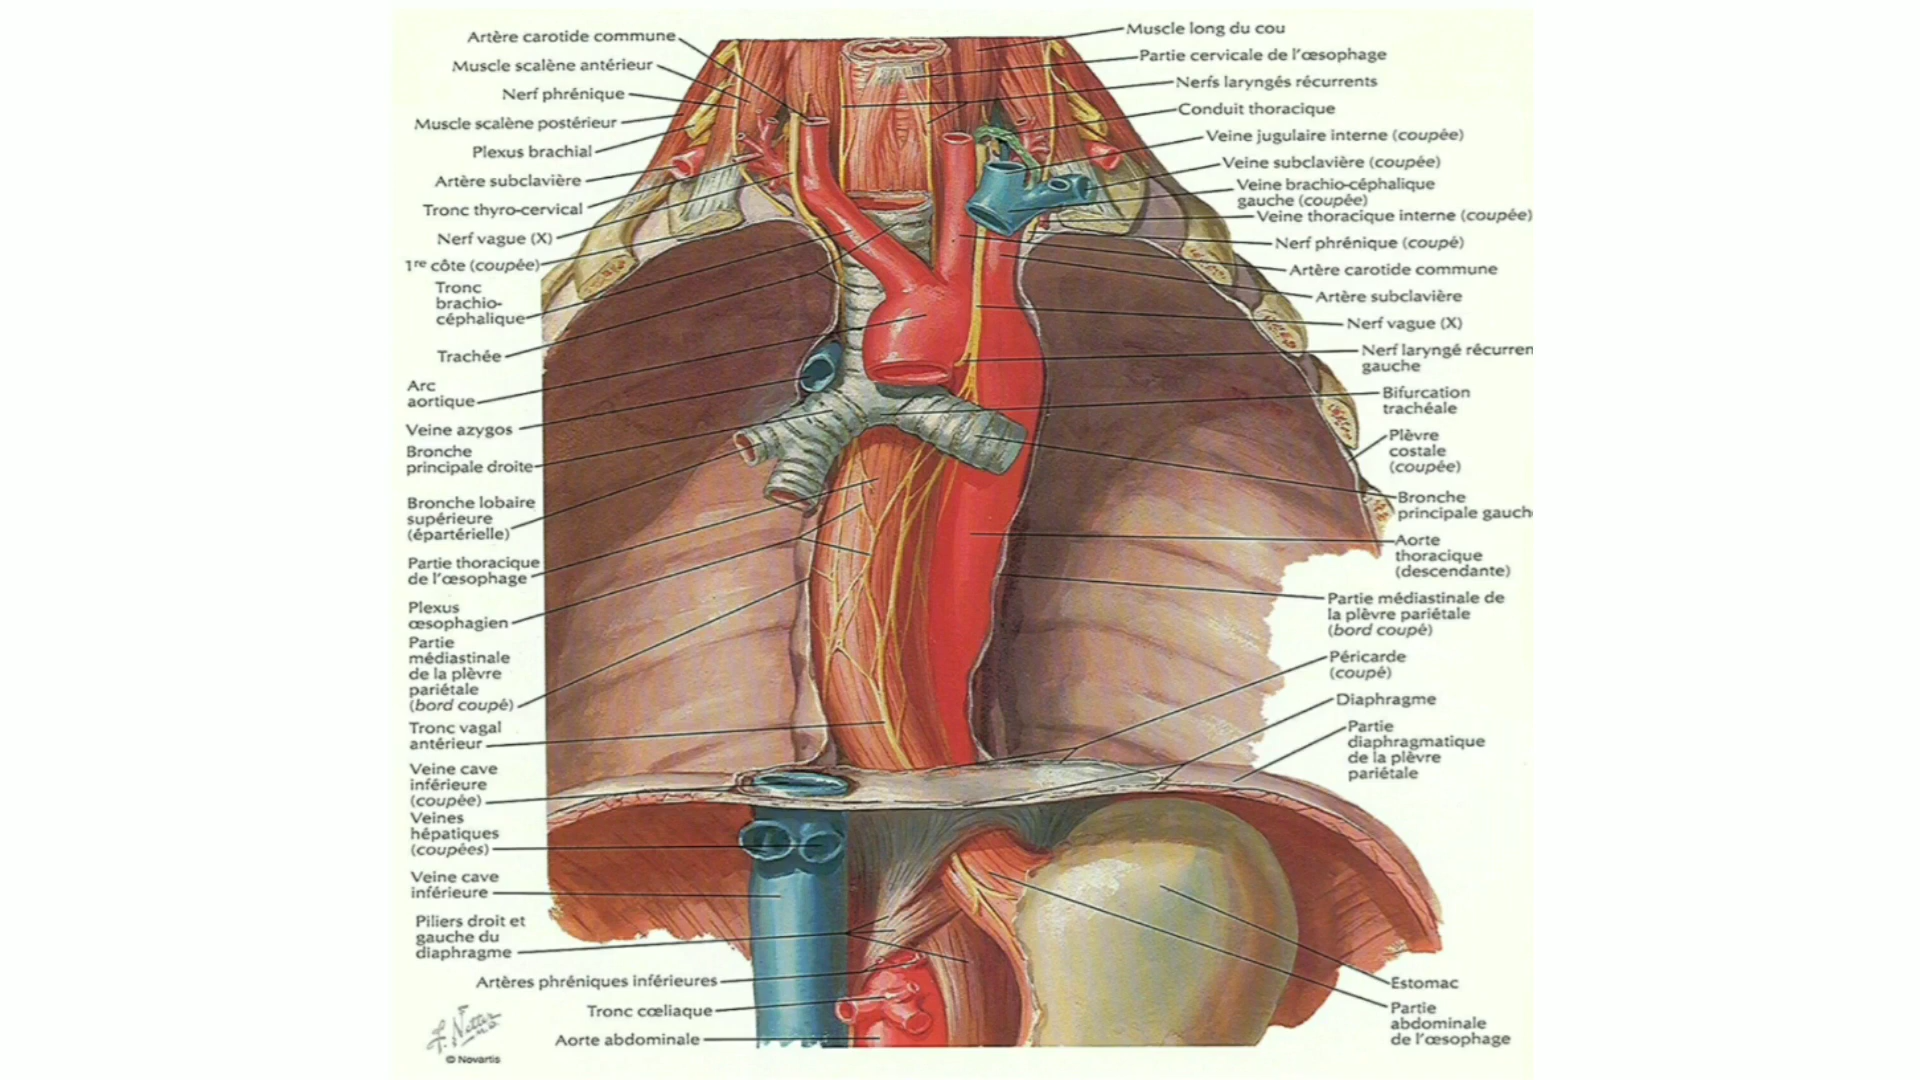 Artère carotide commune
Muscle scalène antérieur
Nerf phrénique
Muscle scalène postérieur
Plexus brachial
Artère subclavière
Tronc thyro-cervical
Nerf vague (X)
1re côte (coupée)
Tronc
brachio-
céphalique
Trachée
Arc
aortique
Veine azygos
Bronche
principale droite
Bronche lobaire
supérieure
(épartérielle)
Partie thoracique
de l'œsophage
Plexus
œsophagien
Partie
médiastinale
de la plèvre
pariétale
(bord coupé)
Tronc vagal
antérieur
Veine cave
inférieure
(coupée)
Veines
hépatiques
(coupées)
Veine cave
inférieure
Piliers droit et
gauche du
diaphragme
Artères phréniques inférieures
Tronc cœliaque
Aorte abdominale
F. Netter
M.D.
© Novartis
Muscle long du cou
Partie cervicale de l'œsophage
Nerfs laryngés récurrents
Conduit thoracique
Veine jugulaire interne (coupée)
Veine subclavière (coupée)
Veine brachio-céphalique
gauche (coupée)
Veine thoracique interne (coupée)
Nerf phrénique (coupé)
Artère carotide commune
Artère subclavière
Nerf vague (X)
Nerf laryngé récurren
gauche
Bifurcation
trachéale
Plèvre
costale
(coupée)
Bronche
principale gauch
Aorte
thoracique
(descendante)
Partie médiastinale de
la plèvre pariétale
(bord coupé)
Péricarde
(coupé)
Diaphragme
Partie
diaphragmatique
de la plèvre
pariétale
Estomac
Partie
abdominale
de l'œsophage